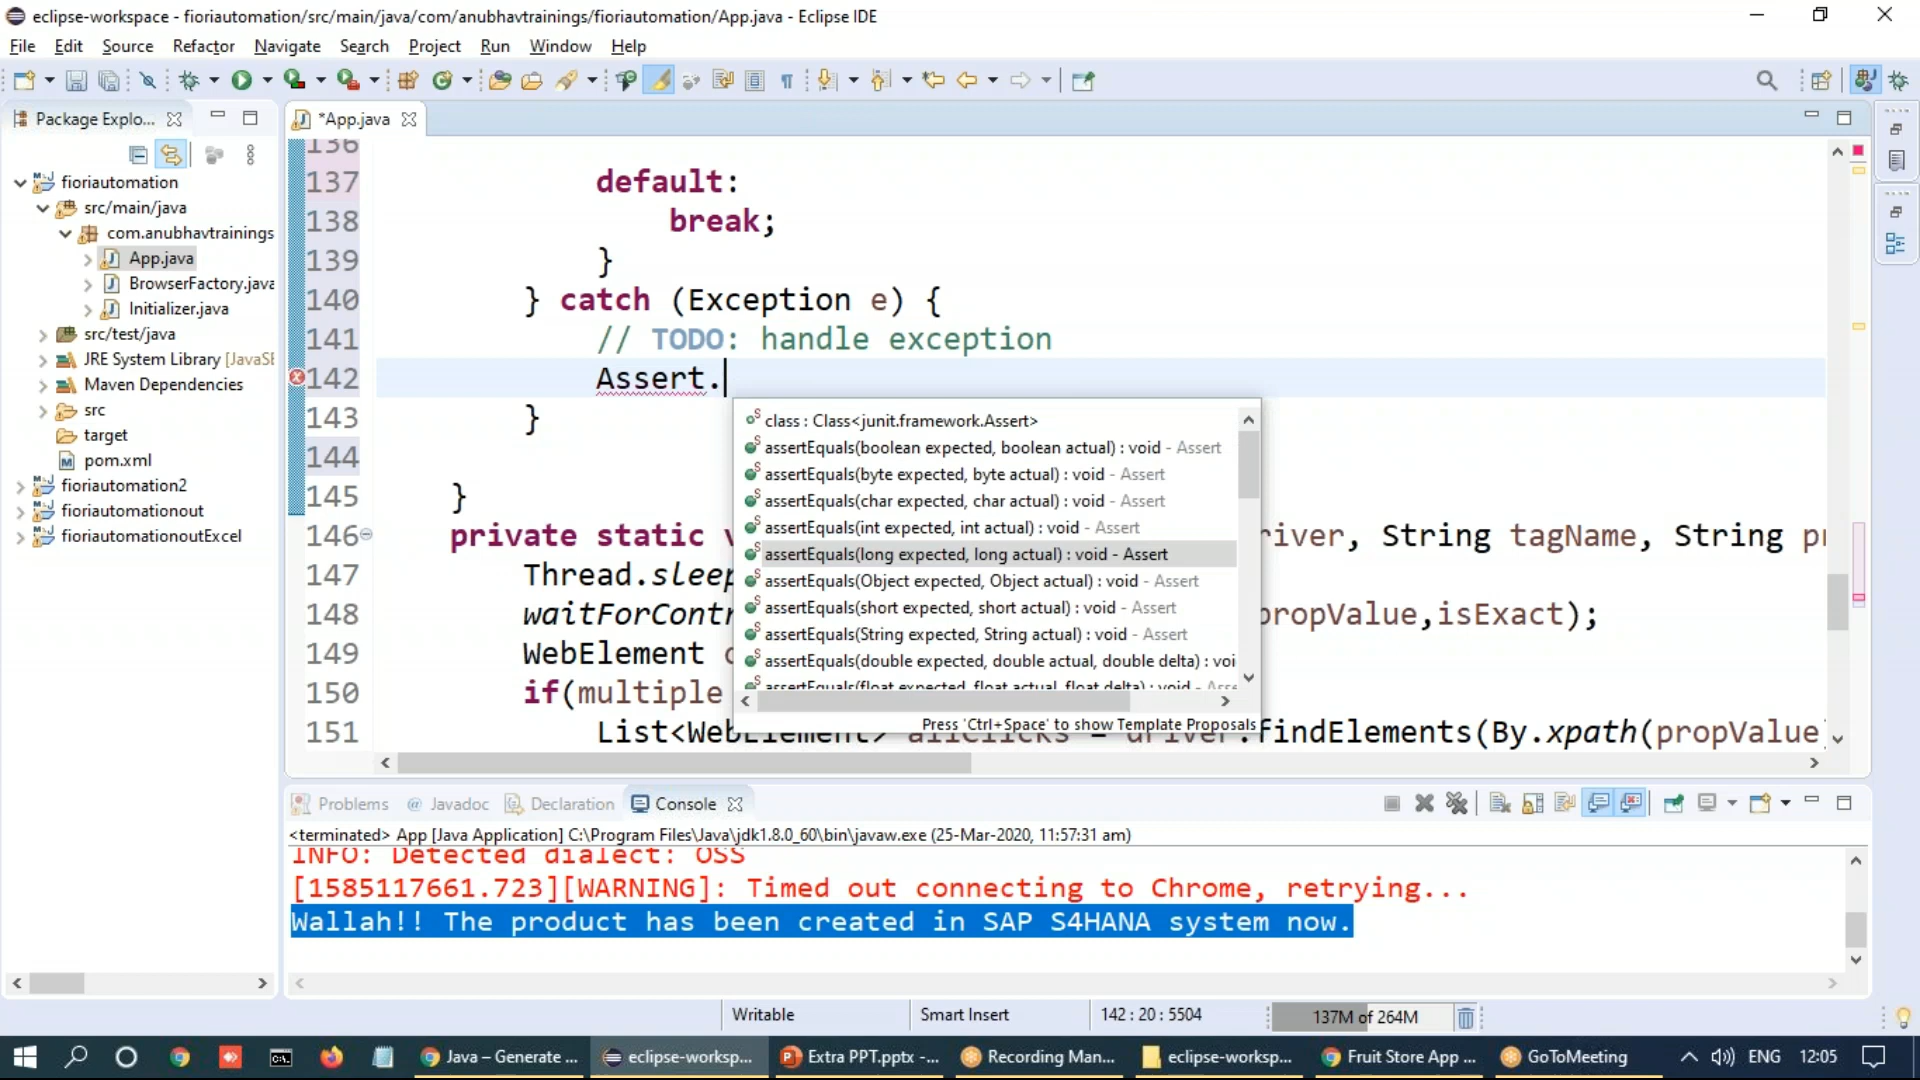 eclipse-workspace - fioriautomation/src/main/java/com/anubhavtrainings/fioriautomation/App.java - Eclipse IDE
File Edit Source Refactor Navigate Search Project Run Window Help
Package Explo...
*App.java
fioriautomation
src/main/java
com.anubhavtrainings
App.java
BrowserFactory.java
Initializer.java
src/test/java
JRE System Library [JavaSE
Maven Dependencies
src
target
pom.xml
fioriautomation2
fioriautomationout
fioriautomationoutExcel
136
137 default:
138 break;
139 }
140 } catch (Exception e) {
141 // TODO: handle exception
142 Assert.
143 }
144
145 }
146 private static v river, String tagName, String pr
147 Thread.sleep
148 waitForContr propValue,isExact);
149 WebElement
150 if(multiple
151 List<WebElement> allClicks = driver.findElements(By.xpath(propValue
class : Class<junit.framework.Assert>
assertEquals(boolean expected, boolean actual) : void - Assert
assertEquals(byte expected, byte actual) : void - Assert
assertEquals(char expected, char actual) : void - Assert
assertEquals(int expected, int actual) : void - Assert
assertEquals(long expected, long actual) : void - Assert
assertEquals(Object expected, Object actual) : void - Assert
assertEquals(short expected, short actual) : void - Assert
assertEquals(String expected, String actual) : void - Assert
assertEquals(double expected, double actual, double delta) : voi
assertEquals(float expected, float actual, float delta) : void - Asse
Press 'Ctrl+Space' to show Template Proposals
Problems @ Javadoc Declaration Console
<terminated> App [Java Application] C:\Program Files\Java\jdk1.8.0_60\bin\javaw.exe (25-Mar-2020, 11:57:31 am)
INFO: Detected dialect: OSS
[1585117661.723][WARNING]: Timed out connecting to Chrome, retrying...
Wallah!! The product has been created in SAP S4HANA system now.
Writable Smart Insert 142 : 20 : 5504 137M of 264M
Java – Generate ... eclipse-worksp... Extra PPT.pptx -... Recording Man... eclipse-worksp... Fruit Store App ... GoToMeeting ENG 12:05